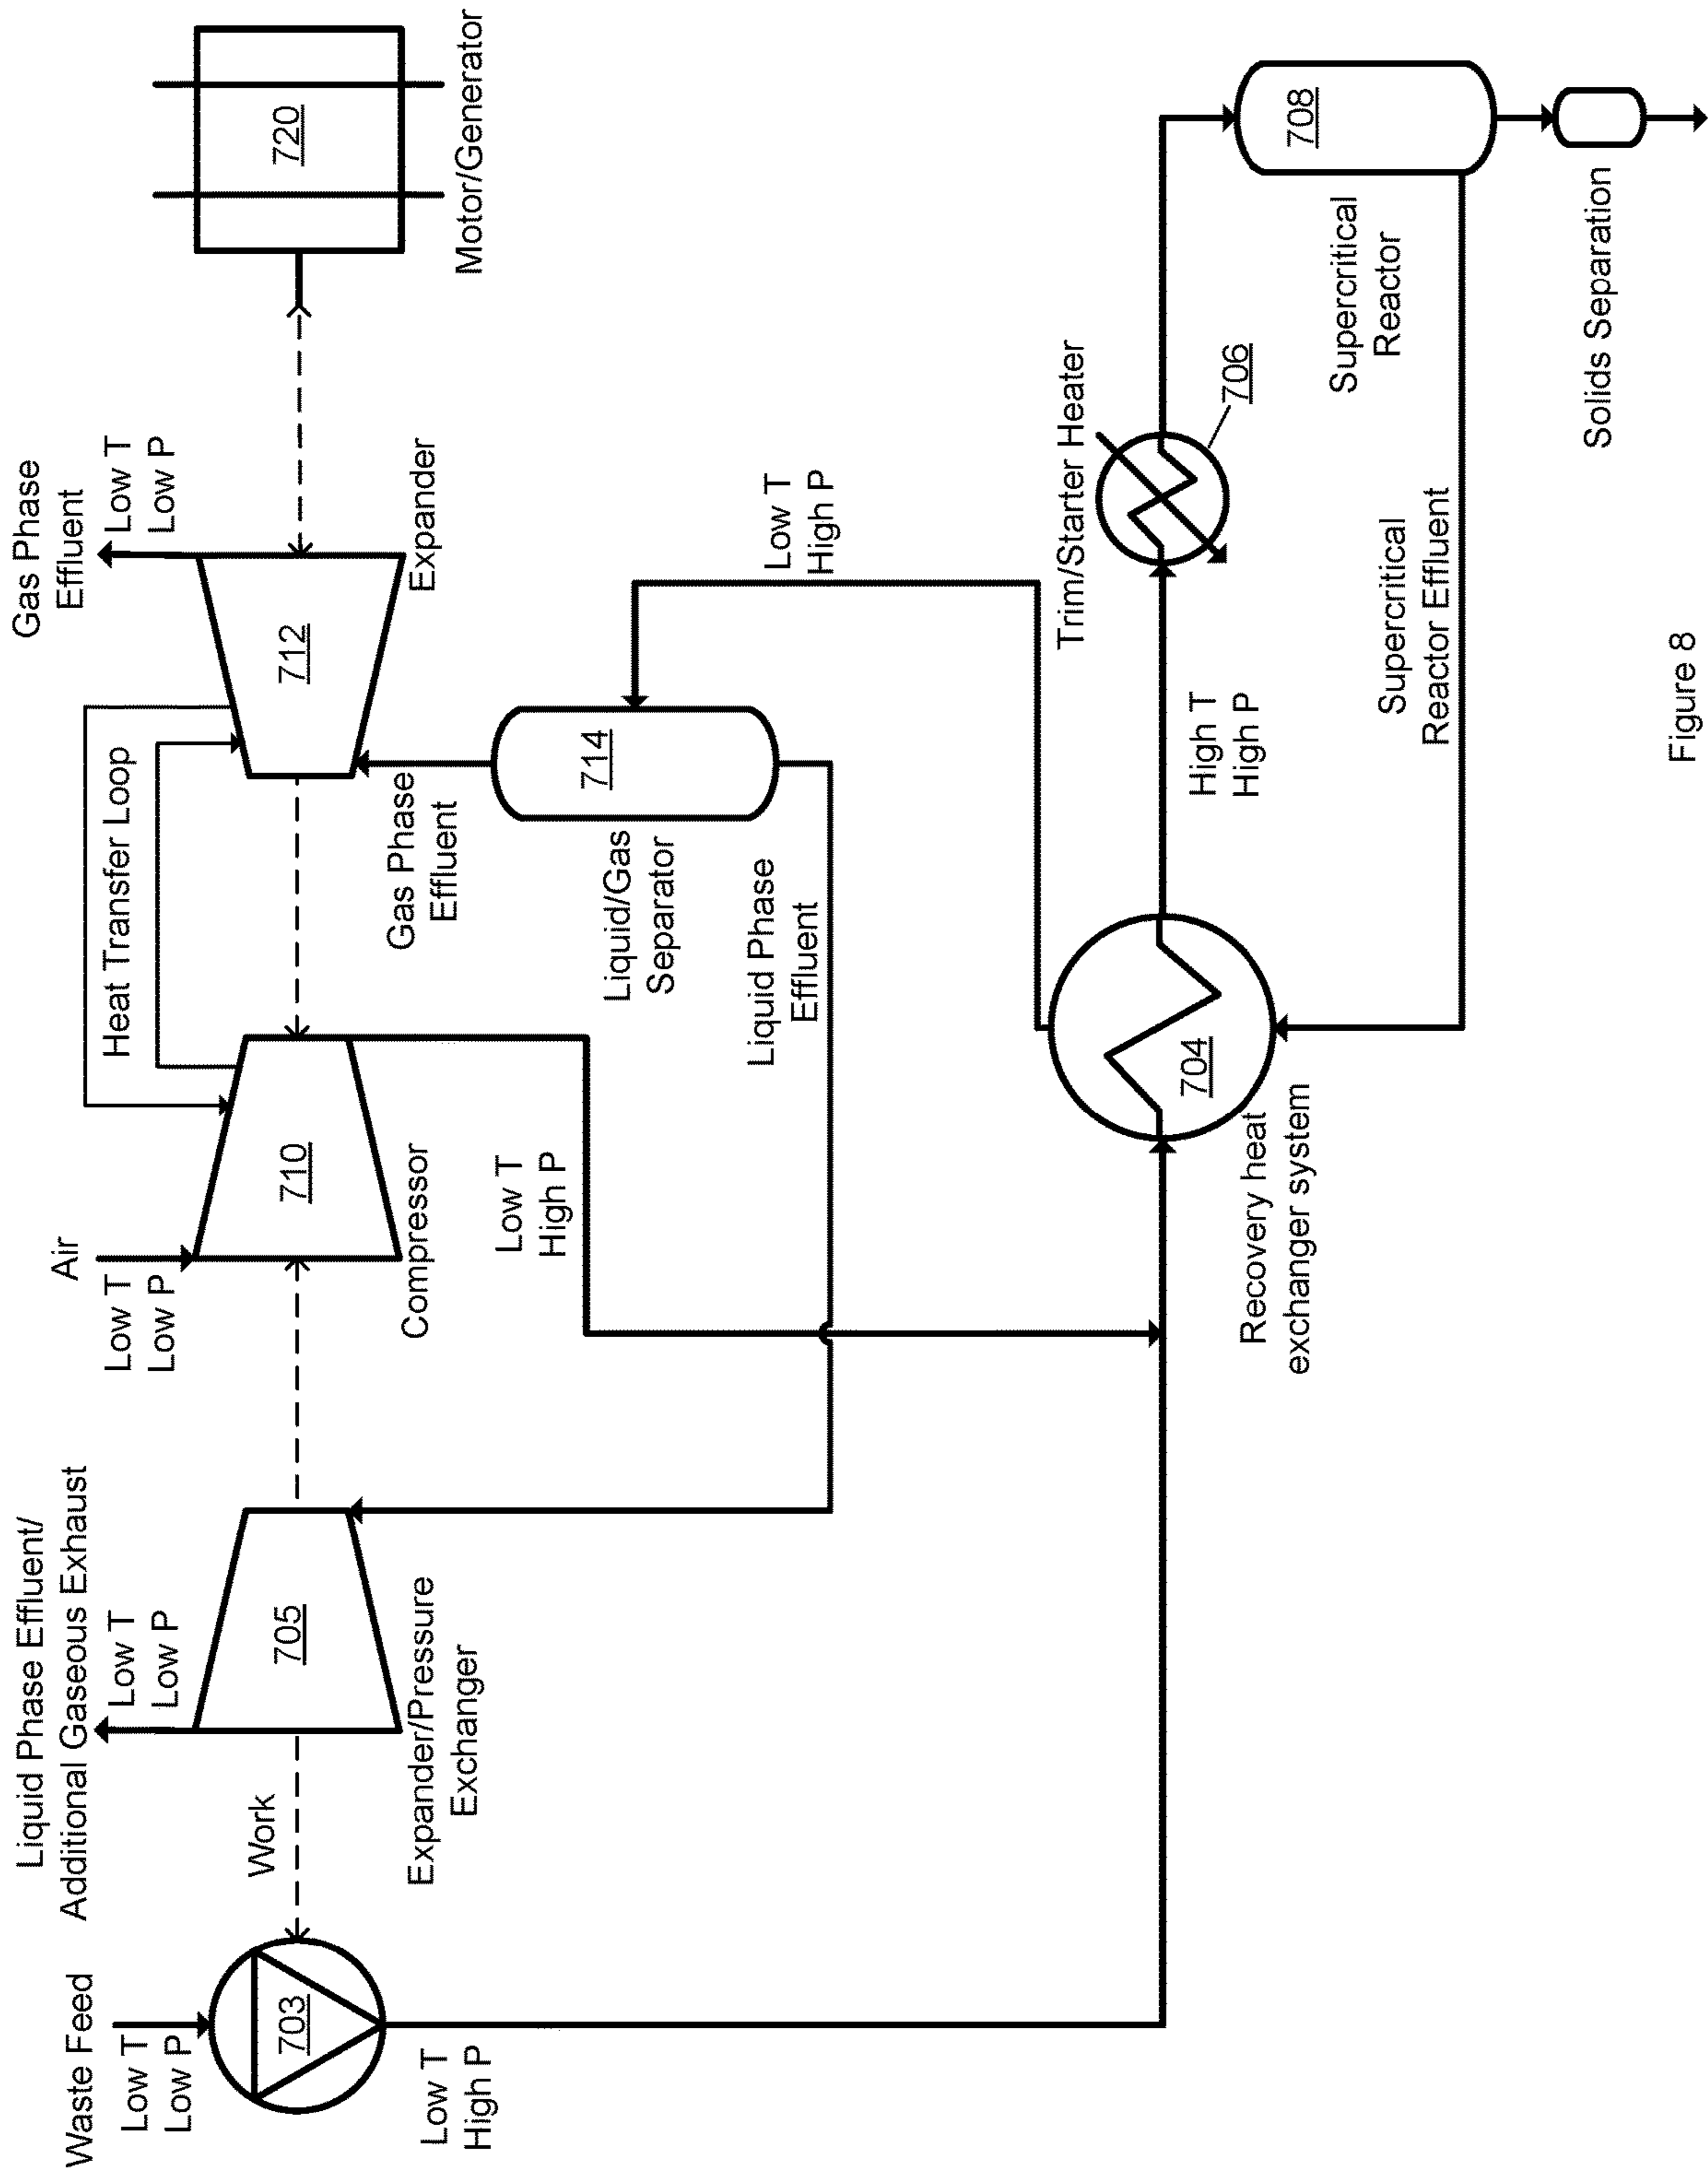 Waste Feed
Low T
Low P
703
Low T
High P
Work
Liquid Phase Effluent/
Additional Gaseous Exhaust
Low T
Low P
705
Expander/Pressure
Exchanger
Air
Low T
Low P
710
Compressor
Low T
High P
Heat Transfer Loop
Gas Phase
Effluent
Low T
Low P
712
Expander
Gas Phase
Effluent
720
Motor/Generator
714
Liquid/Gas
Separator
Liquid Phase
Effluent
Low T
High P
704
Recovery heat
exchanger system
High T
High P
Trim/Starter Heater
706
708
Supercritical
Reactor
Supercritical
Reactor Effluent
Solids Separation
Figure 8